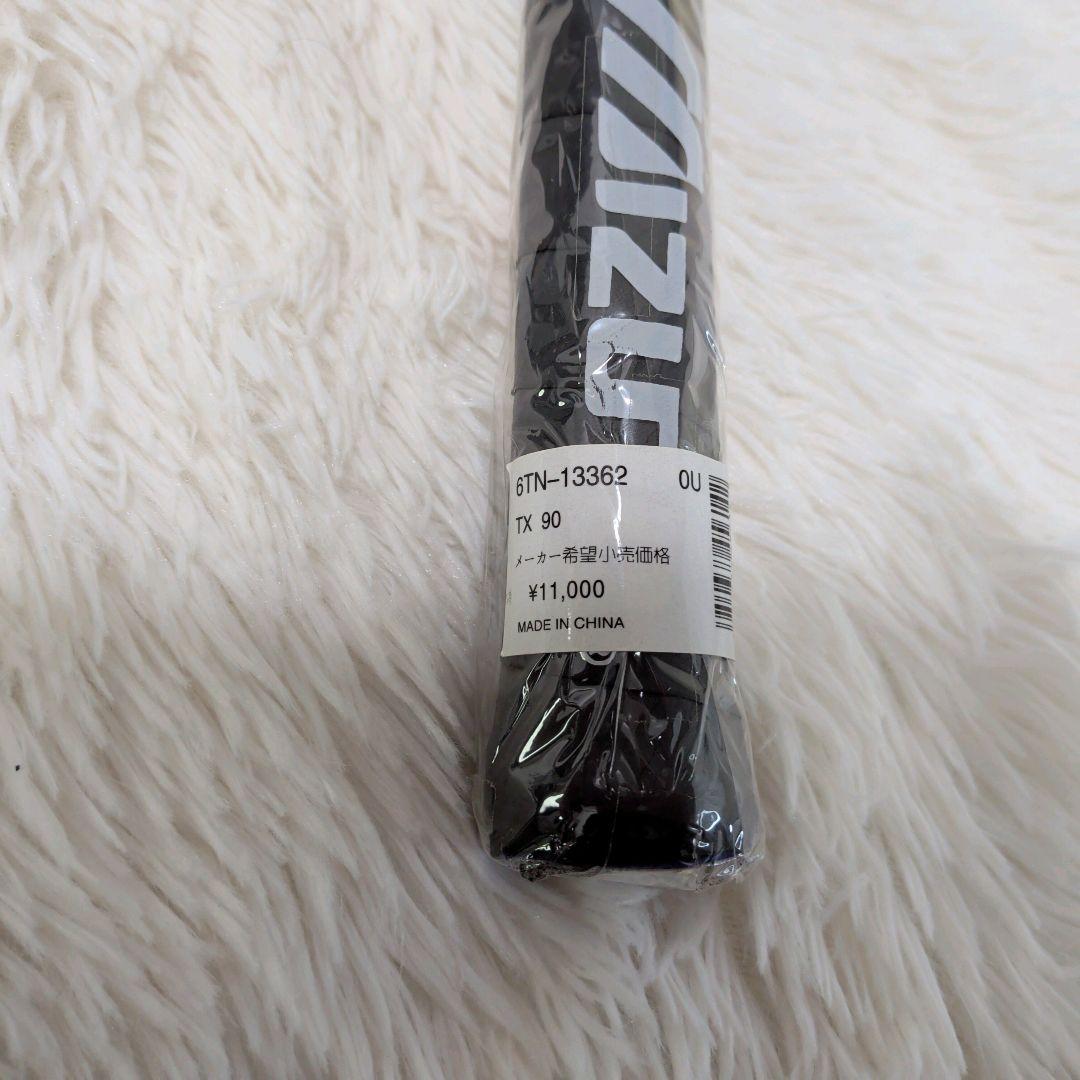 Mizu
6TN-13362 0U
TX 90
メーカー希望小売価格
¥11,000
MADE IN CHINA